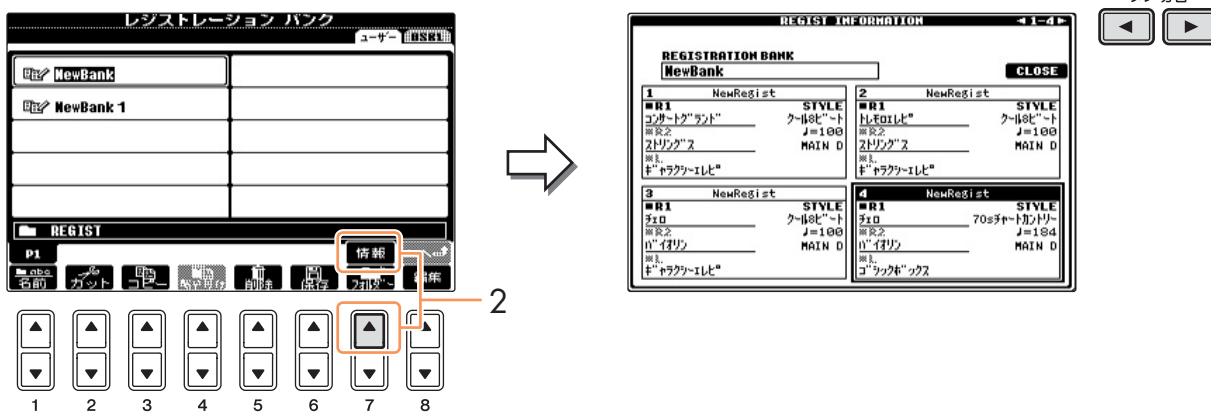 レジストレーション バンク
ユーザー USB1
NewBank
NewBank 1
REGIST
P1 情報
名前 カット コピー 削除 保存 フォルダー 編集
2
1 2 3 4 5 6 7 8
REGIST INFORMATION 1-4
REGISTRATION BANK
NewBank
CLOSE
1 NewRegist
R1 STYLE
コンサートグランド クール8ビート
R2 ♩=100
ストリングス MAIN D
L
ギャラクシーエレピ
2 NewRegist
R1 STYLE
トレモロエレピ クール8ビート
R2 ♩=100
ストリングス MAIN D
L
ギャラクシーエレピ
3 NewRegist
R1 STYLE
チェロ クール8ビート
R2 ♩=100
バイオリン MAIN D
L
ギャラクシーエレピ
4 NewRegist
R1 STYLE
チェロ 70sチャートカントリー
R2 ♩=184
バイオリン MAIN D
L
ゴシックボックス